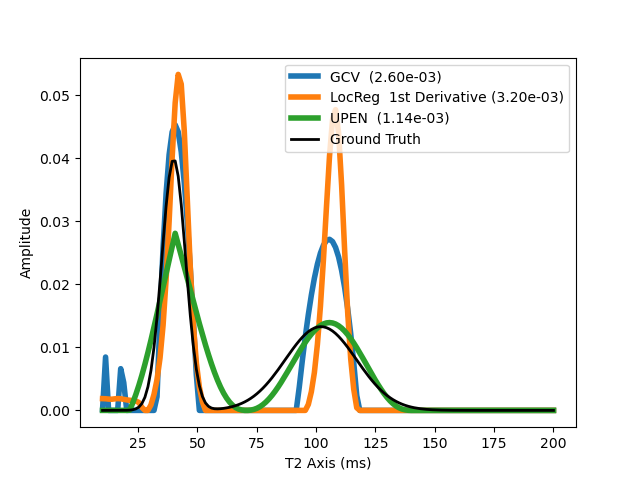 GCV (2.60e-03)
LocReg 1st Derivative (3.20e-03)
UPEN (1.14e-03)
Ground Truth
0.05
0.04
0.03
0.02
0.01
0.00
Amplitude
25 50 75 100 125 150 175 200
T2 Axis (ms)